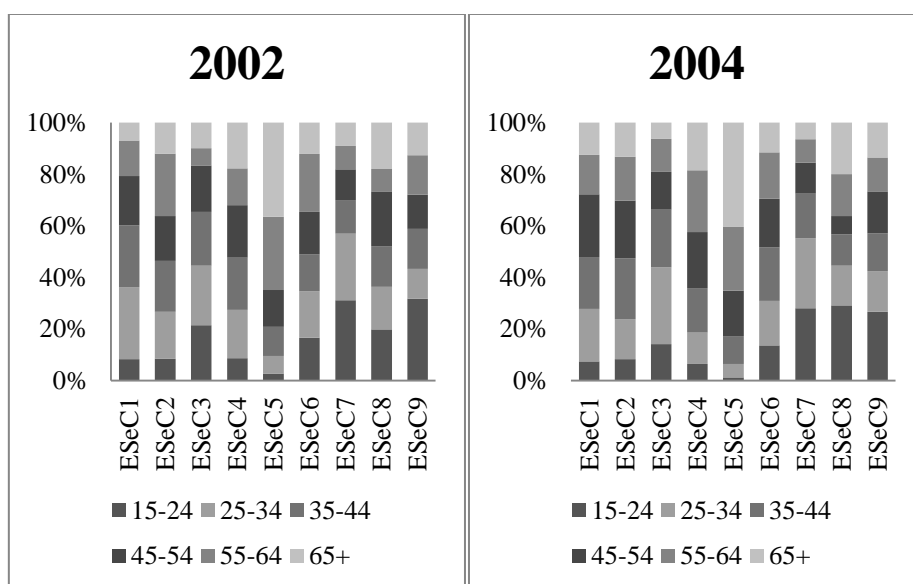 2002
100%
80%
60%
40%
20%
0%
ESeC1
ESeC2
ESeC3
ESeC4
ESeC5
ESeC6
ESeC7
ESeC8
ESeC9
15-24 25-34 35-44
45-54 55-64 65+
2004
100%
80%
60%
40%
20%
0%
ESeC1
ESeC2
ESeC3
ESeC4
ESeC5
ESeC6
ESeC7
ESeC8
ESeC9
15-24 25-34 35-44
45-54 55-64 65+